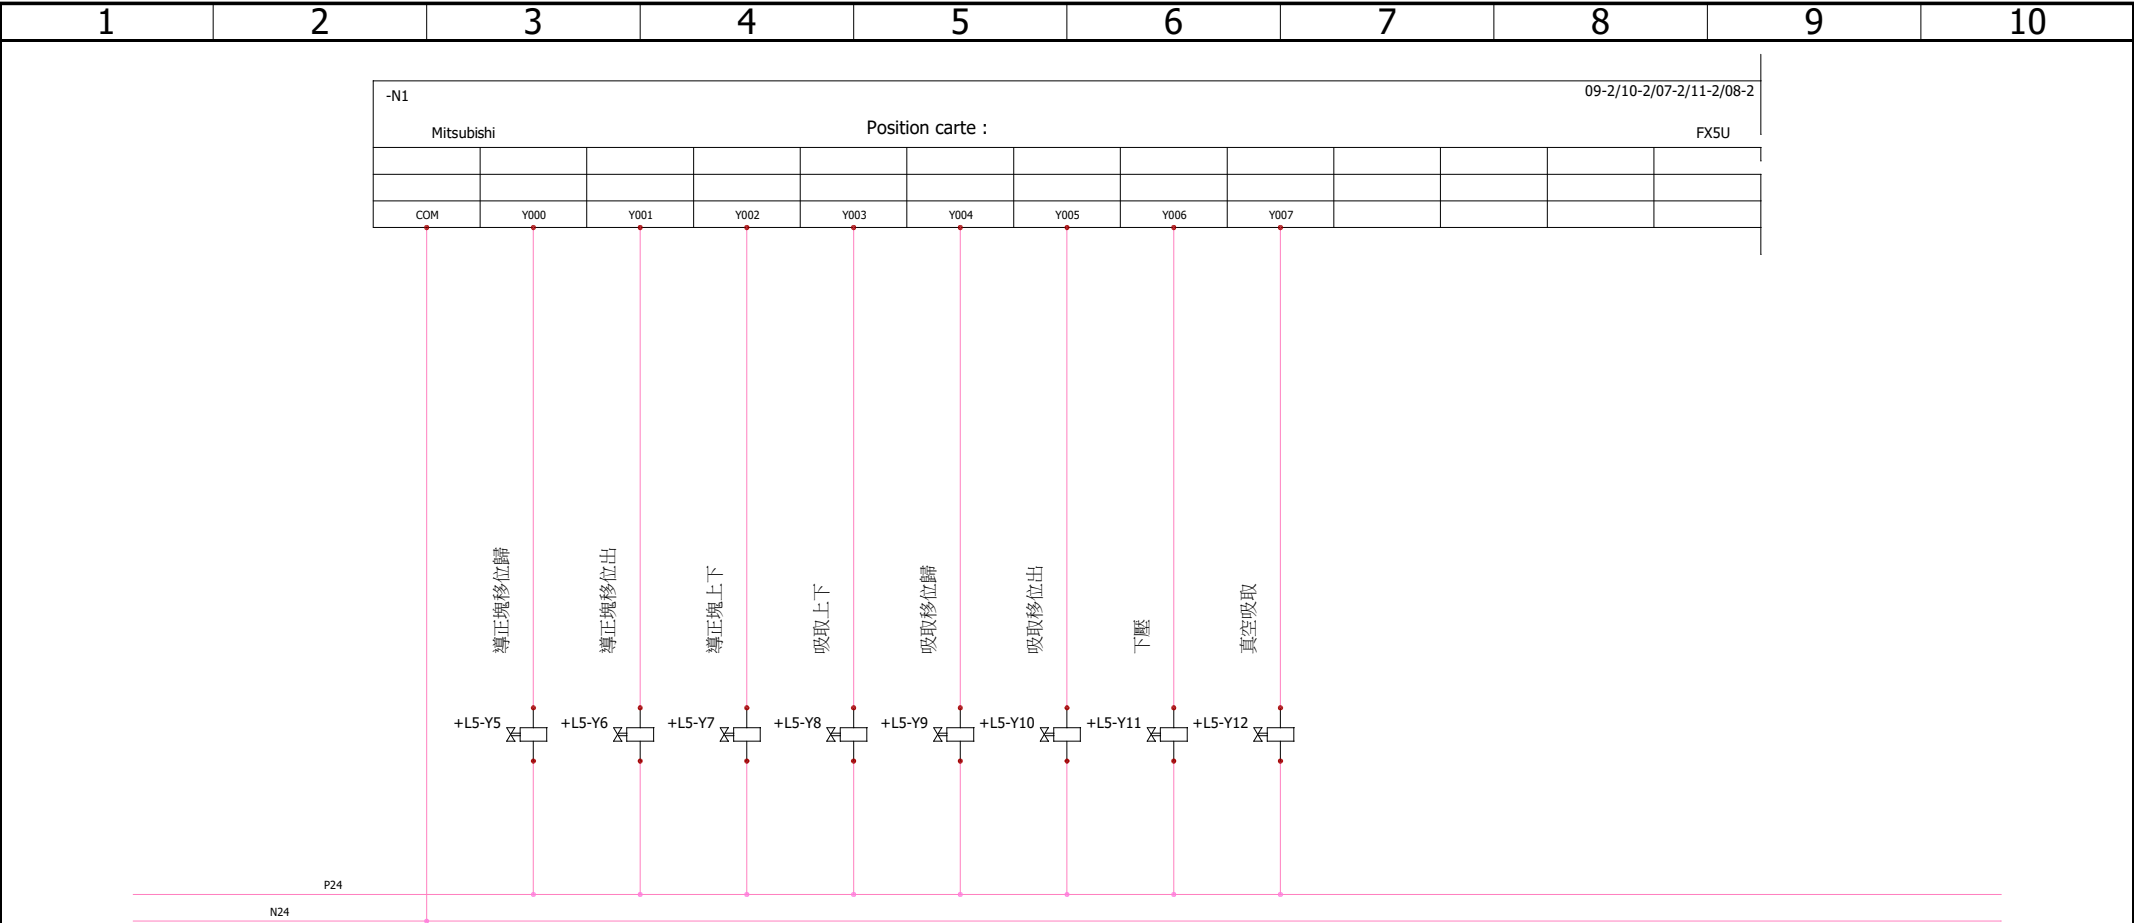 1 2 3 4 5 6 7 8 9 10
-N1 09-2/10-2/07-2/11-2/08-2
Mitsubishi Position carte : FX5U
COM Y000 Y001 Y002 Y003 Y004 Y005 Y006 Y007
導正塊移位歸
導正塊移位出
導正塊上下
吸取上下
吸取移位歸
吸取移位出
下壓
真空吸取
+L5-Y5 +L5-Y6 +L5-Y7 +L5-Y8 +L5-Y9 +L5-Y10 +L5-Y11 +L5-Y12
P24
N24